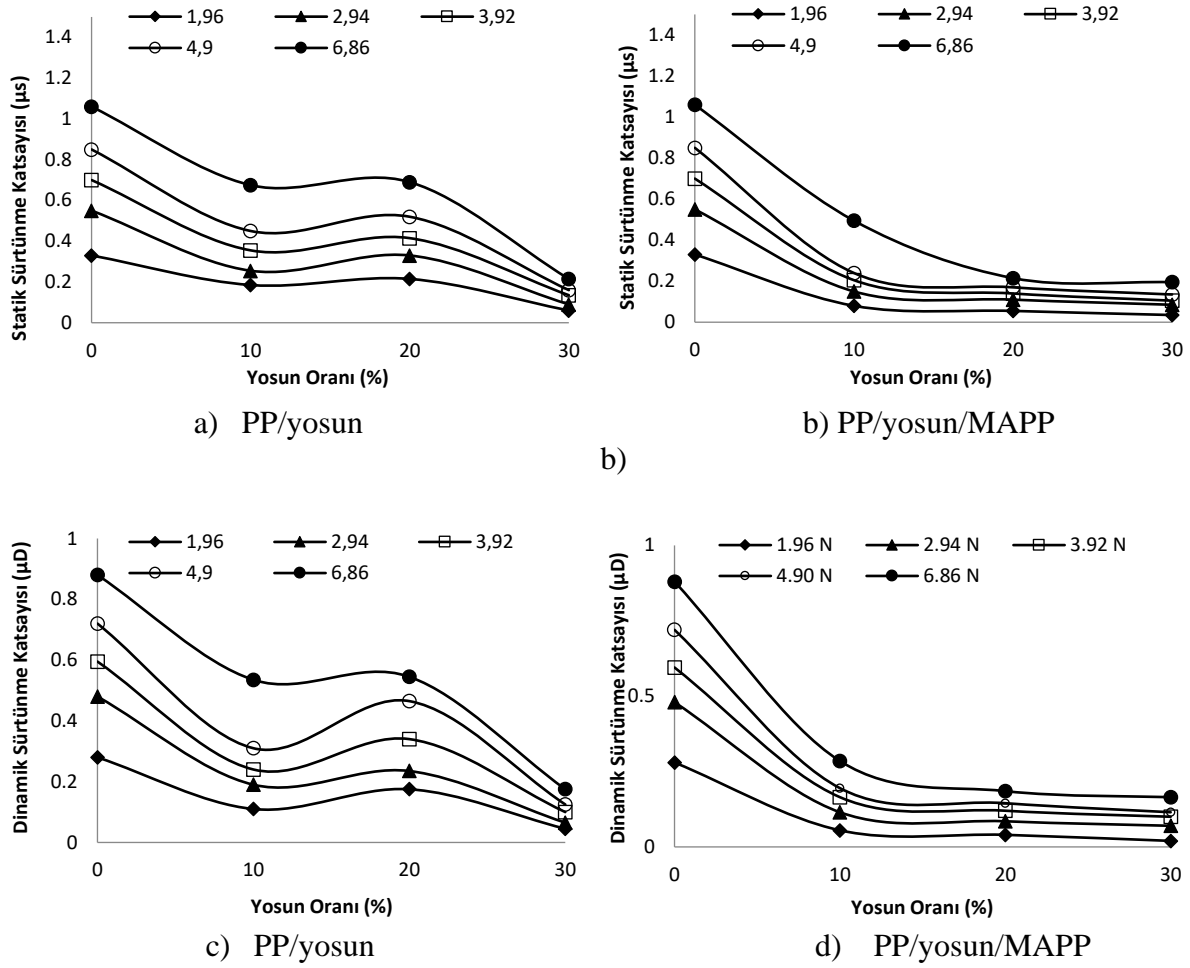 1,96 2,94 3,92
4,9 6,86
1.4
1.2
1
0.8
0.6
0.4
0.2
0
0 10 20 30
Statik Sürtünme Katsayısı (µs)
Yosun Oranı (%)
a) PP/yosun
1,96 2,94 3,92
4,9 6,86
1.4
1.2
1
0.8
0.6
0.4
0.2
0
0 10 20 30
Statik Sürtünme Katsayısı (µs)
Yosun Oranı (%)
b) PP/yosun/MAPP
b)
1,96 2,94 3,92
4,9 6,86
1
0.8
0.6
0.4
0.2
0
0 10 20 30
Dinamik Sürtünme Katsayısı (µD)
Yosun Oranı (%)
c) PP/yosun
1.96 N 2.94 N 3.92 N
4.90 N 6.86 N
1
0.5
0
0 10 20 30
Dinamik Sürtünme Katsayısı (µD)
Yosun Oranı (%)
d) PP/yosun/MAPP